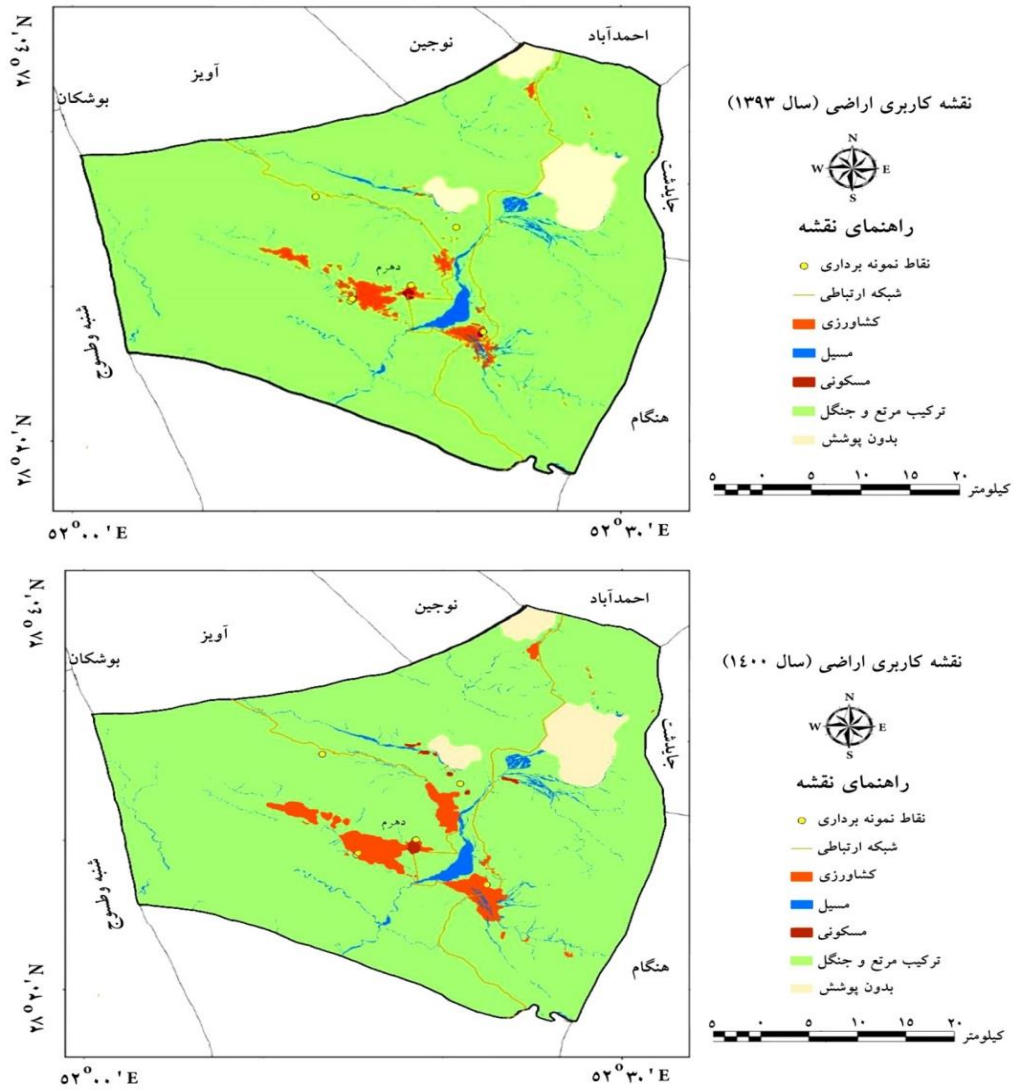 ۲۸° ۴۰' N
احمدآباد
نوجین
آویز
بوشکان
جایدشت
دهرم
شنبه وطسوج
هنگام
۲۸° ۲۰' N
۵۲° ۰۰' E
۵۲° ۳۰' E
نقشه کاربری اراضی (سال ۱۳۹۳)
N
W E
S
راهنمای نقشه
نقاط نمونه برداری
شبکه ارتباطی
کشاورزی
مسیل
مسکونی
ترکیب مرتع و جنگل
بدون پوشش
۵ ۰ ۵ ۱۰ ۱۵ ۲۰
کیلومتر
۲۸° ۴۰' N
احمدآباد
نوجین
آویز
بوشکان
جایدشت
دهرم
شنبه وطسوج
هنگام
۲۸° ۲۰' N
۵۲° ۰۰' E
۵۲° ۳۰' E
نقشه کاربری اراضی (سال ۱٤۰۰)
N
W E
S
راهنمای نقشه
نقاط نمونه برداری
شبکه ارتباطی
کشاورزی
مسیل
مسکونی
ترکیب مرتع و جنگل
بدون پوشش
۵ ۰ ۵ ۱۰ ۱۵ ۲۰
کیلومتر